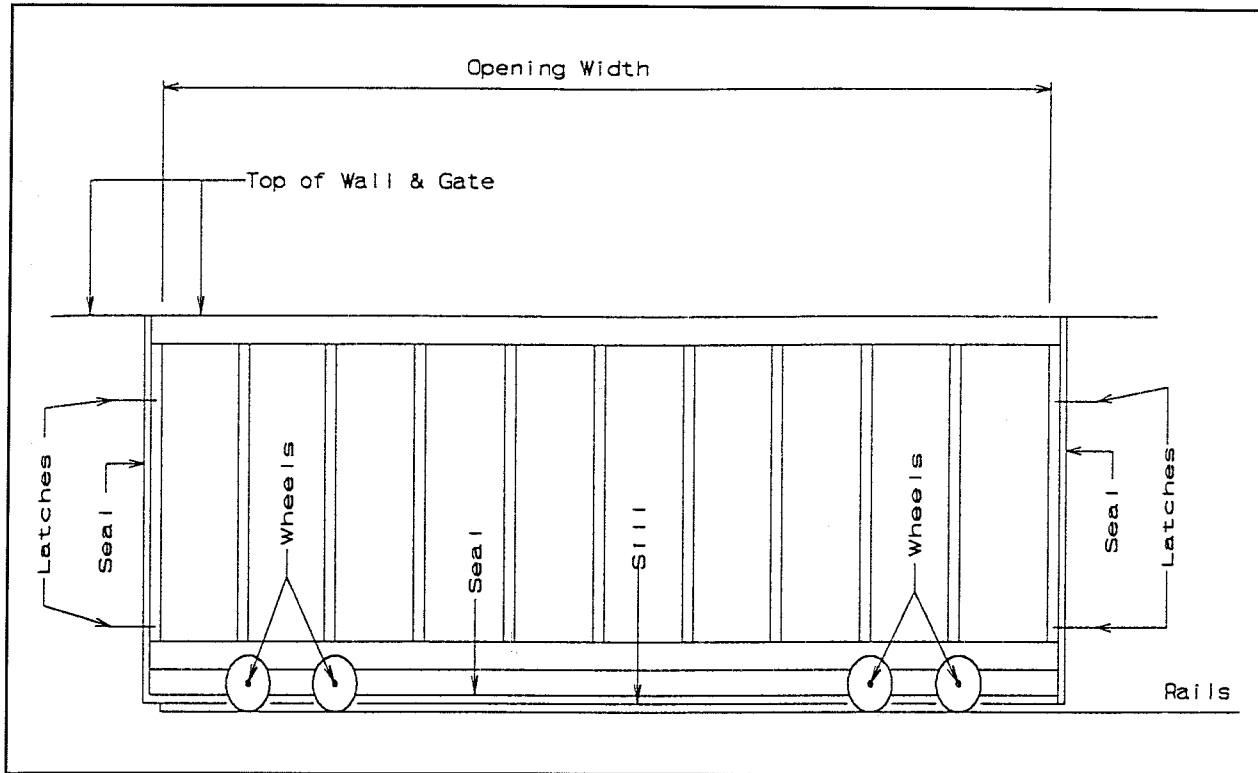 Opening Width
Top of Wall & Gate
Latches
Seal
Wheels
Seal
Sill
Wheels
Seal
Latches
Rails